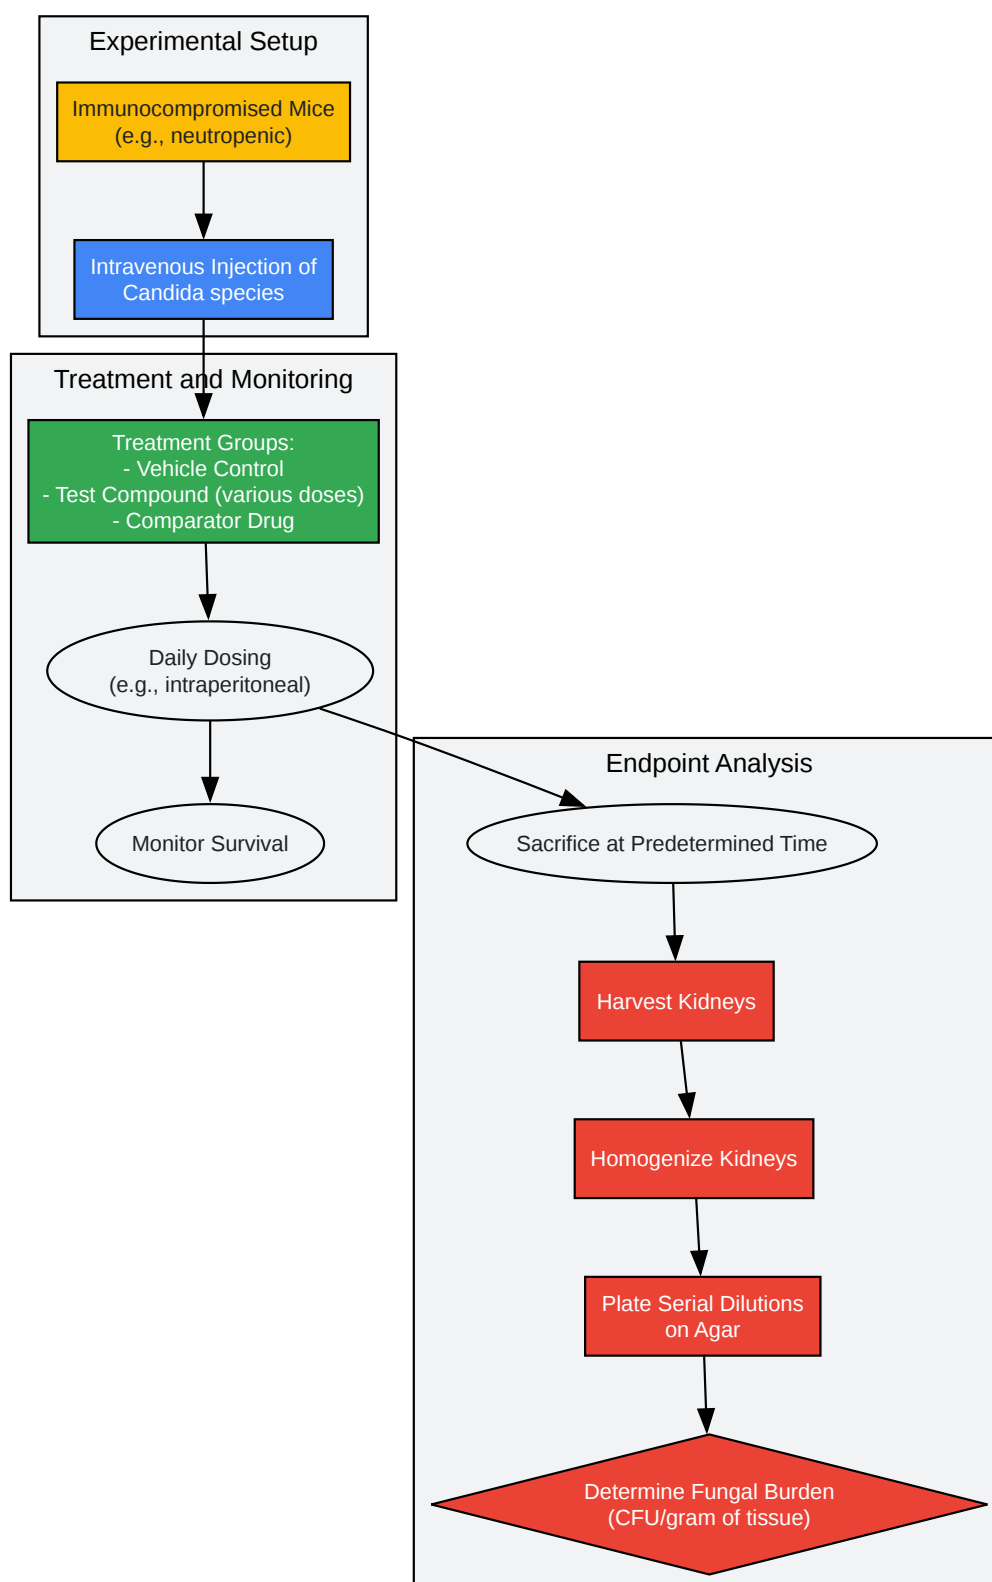 Experimental Setup
Immunocompromised Mice
(e.g., neutropenic)
Intravenous Injection of
Candida species
Treatment and Monitoring
Treatment Groups:
- Vehicle Control
- Test Compound (various doses)
- Comparator Drug
Daily Dosing
(e.g., intraperitoneal)
Monitor Survival
Endpoint Analysis
Sacrifice at Predetermined Time
Harvest Kidneys
Homogenize Kidneys
Plate Serial Dilutions
on Agar
Determine Fungal Burden
(CFU/gram of tissue)